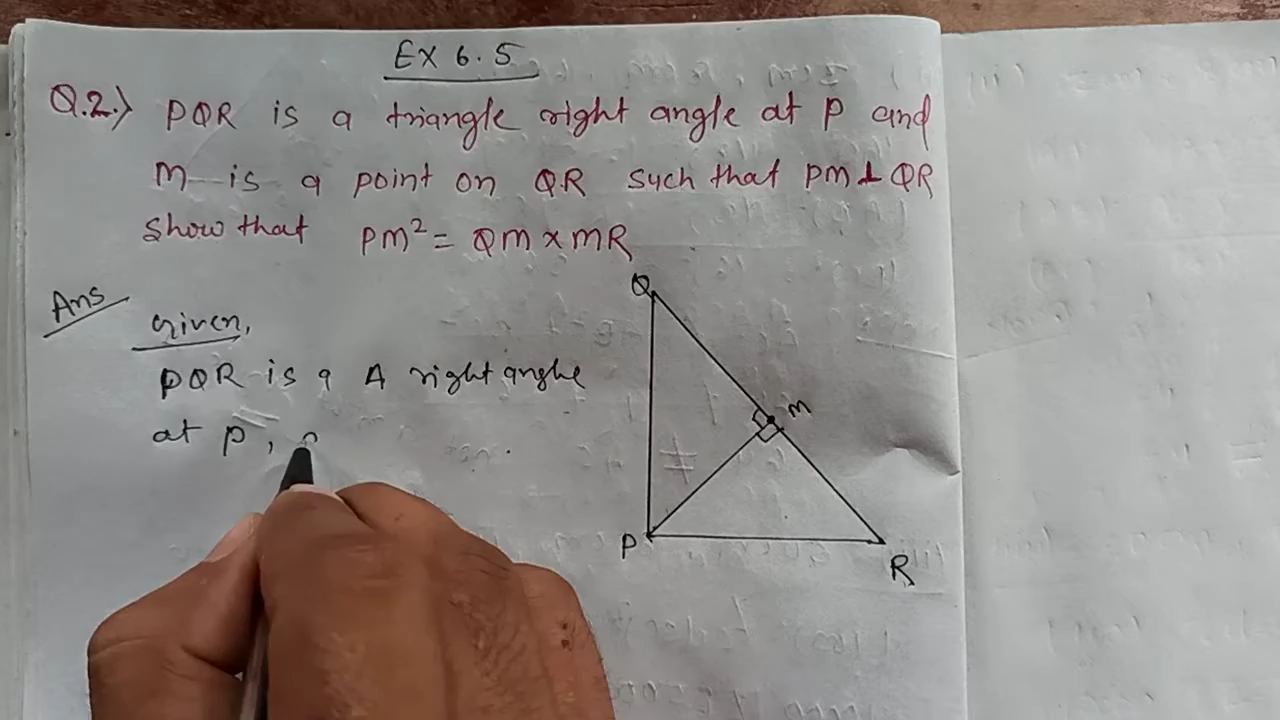 EX 6.5
Q.2.) PQR is a triangle right angle at P and
M is a point on QR such that PM ⊥ QR
show that PM² = QM × MR
Ans
Given,
PQR is a Δ right angle
at P,
Q
M
P
R